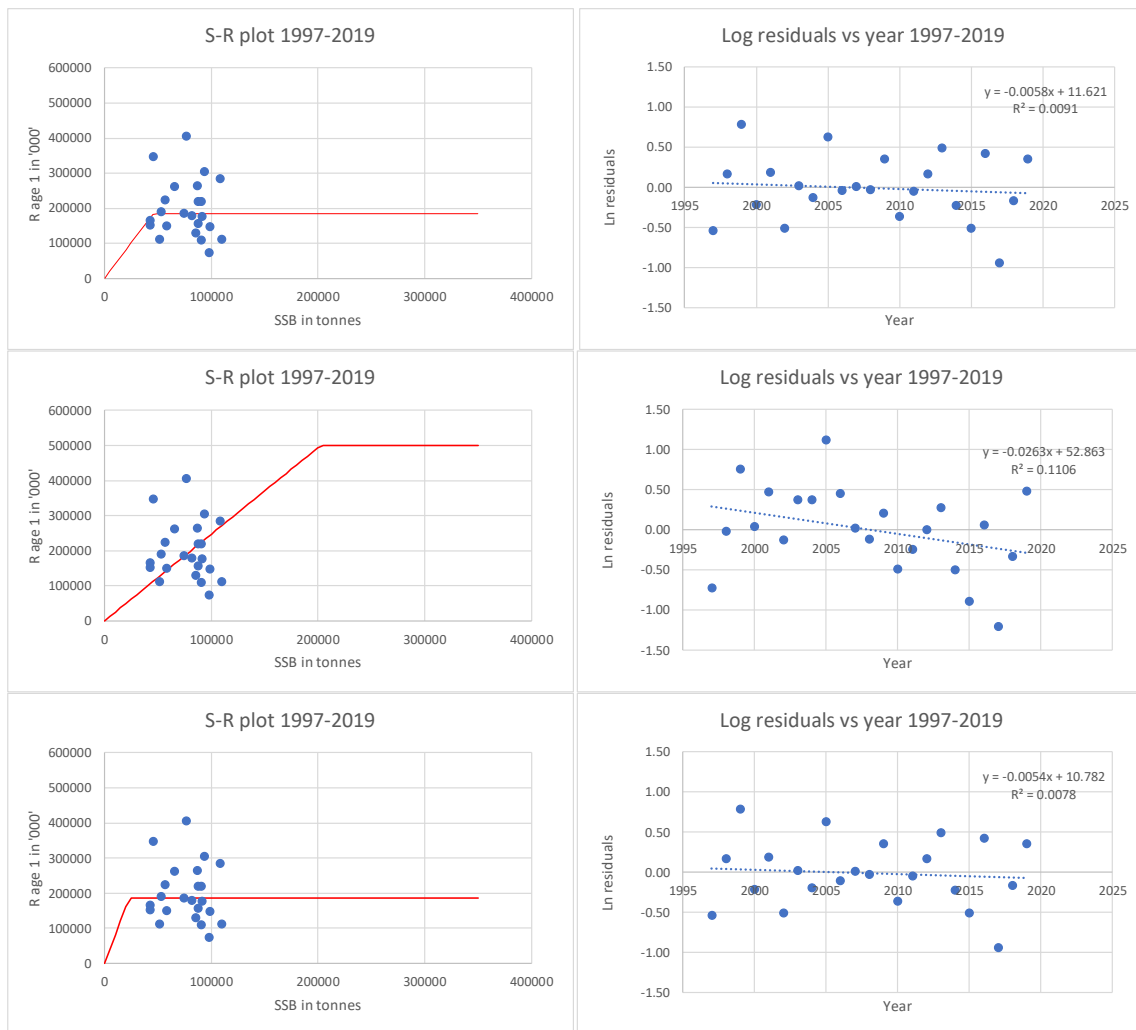 S-R plot 1997-2019
R age 1 in '000'
600000
500000
400000
300000
200000
100000
0
0 100000 200000 300000 400000
SSB in tonnes
Log residuals vs year 1997-2019
Ln residuals
1.50
1.00
0.50
0.00
-0.50
-1.00
-1.50
y = -0.0058x + 11.621
R² = 0.0091
1995 2000 2005 2010 2015 2020 2025
Year
S-R plot 1997-2019
R age 1 in '000'
600000
500000
400000
300000
200000
100000
0
0 100000 200000 300000 400000
SSB in tonnes
Log residuals vs year 1997-2019
Ln residuals
1.50
1.00
0.50
0.00
-0.50
-1.00
-1.50
y = -0.0263x + 52.863
R² = 0.1106
1995 2000 2005 2010 2015 2020 2025
Year
S-R plot 1997-2019
R age 1 in '000'
600000
500000
400000
300000
200000
100000
0
0 100000 200000 300000 400000
SSB in tonnes
Log residuals vs year 1997-2019
Ln residuals
1.50
1.00
0.50
0.00
-0.50
-1.00
-1.50
y = -0.0054x + 10.782
R² = 0.0078
1995 2000 2005 2010 2015 2020 2025
Year